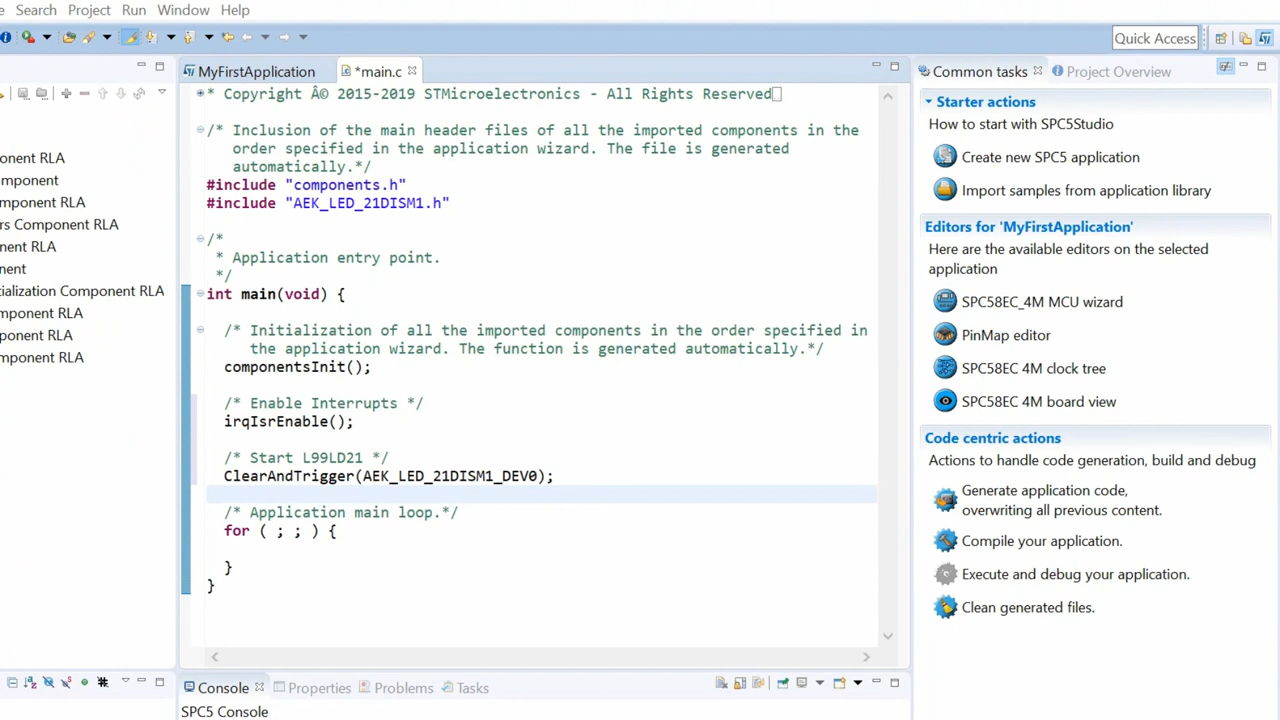 Search Project Run Window Help
Quick Access
MyFirstApplication *main.c
Common tasks Project Overview
onent RLA
mponent
mponent RLA
rs Component RLA
nent RLA
nent
tialization Component RLA
mponent RLA
ponent RLA
mponent RLA
* Copyright Â© 2015-2019 STMicroelectronics - All Rights Reserved
/* Inclusion of the main header files of all the imported components in the
order specified in the application wizard. The file is generated
automatically.*/
#include "components.h"
#include "AEK_LED_21DISM1.h"
/*
* Application entry point.
*/
int main(void) {
/* Initialization of all the imported components in the order specified in
the application wizard. The function is generated automatically.*/
componentsInit();
/* Enable Interrupts */
irqIsrEnable();
/* Start L99LD21 */
ClearAndTrigger(AEK_LED_21DISM1_DEV0);
/* Application main loop.*/
for ( ; ; ) {
}
}
Starter actions
How to start with SPC5Studio
Create new SPC5 application
Import samples from application library
Editors for 'MyFirstApplication'
Here are the available editors on the selected
application
SPC58EC_4M MCU wizard
PinMap editor
SPC58EC 4M clock tree
SPC58EC 4M board view
Code centric actions
Actions to handle code generation, build and debug
Generate application code,
overwriting all previous content.
Compile your application.
Execute and debug your application.
Clean generated files.
Console Properties Problems Tasks
SPC5 Console